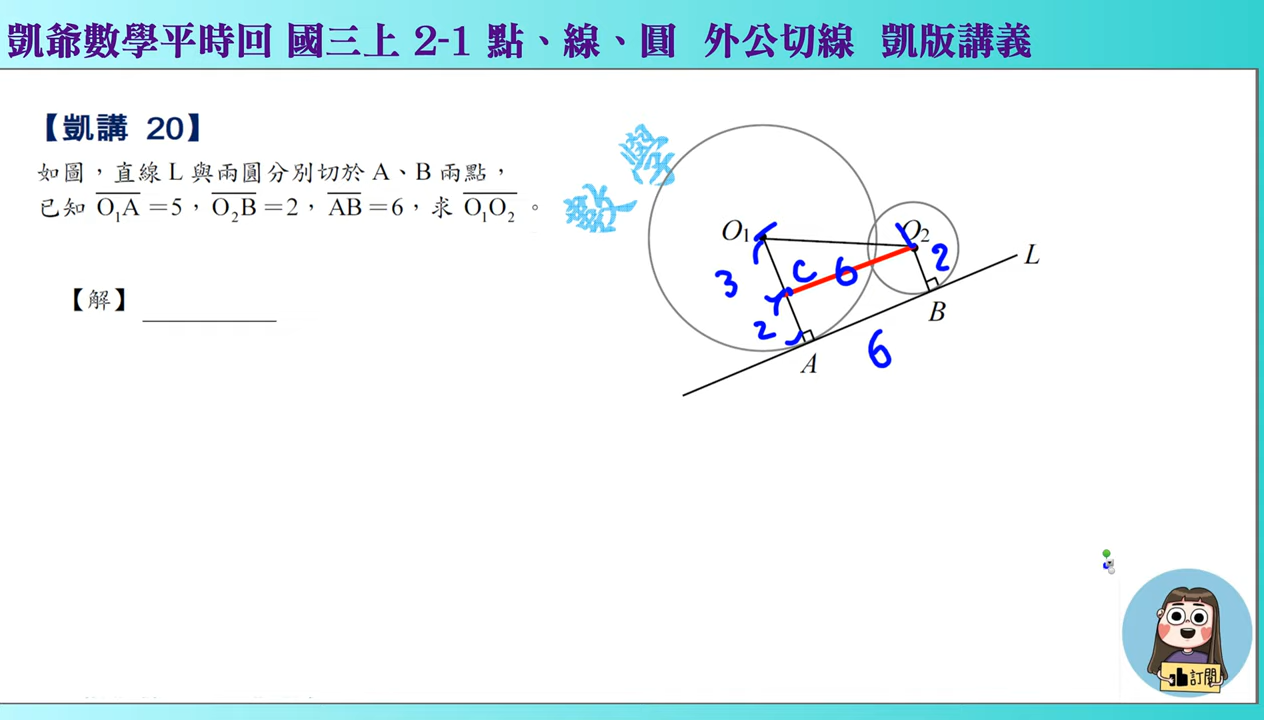 凱爺數學平時回 國三上 2-1 點、線、圓 外公切線 凱版講義
【凱講 20】
如圖，直線 L 與兩圓分別切於 A、B 兩點，
已知 O₁A =5，O₂B =2，AB =6，求 O₁O₂ 。
【解】
數學
O₁
O₂
L
3
C
6
2
2
B
6
A
訂閱